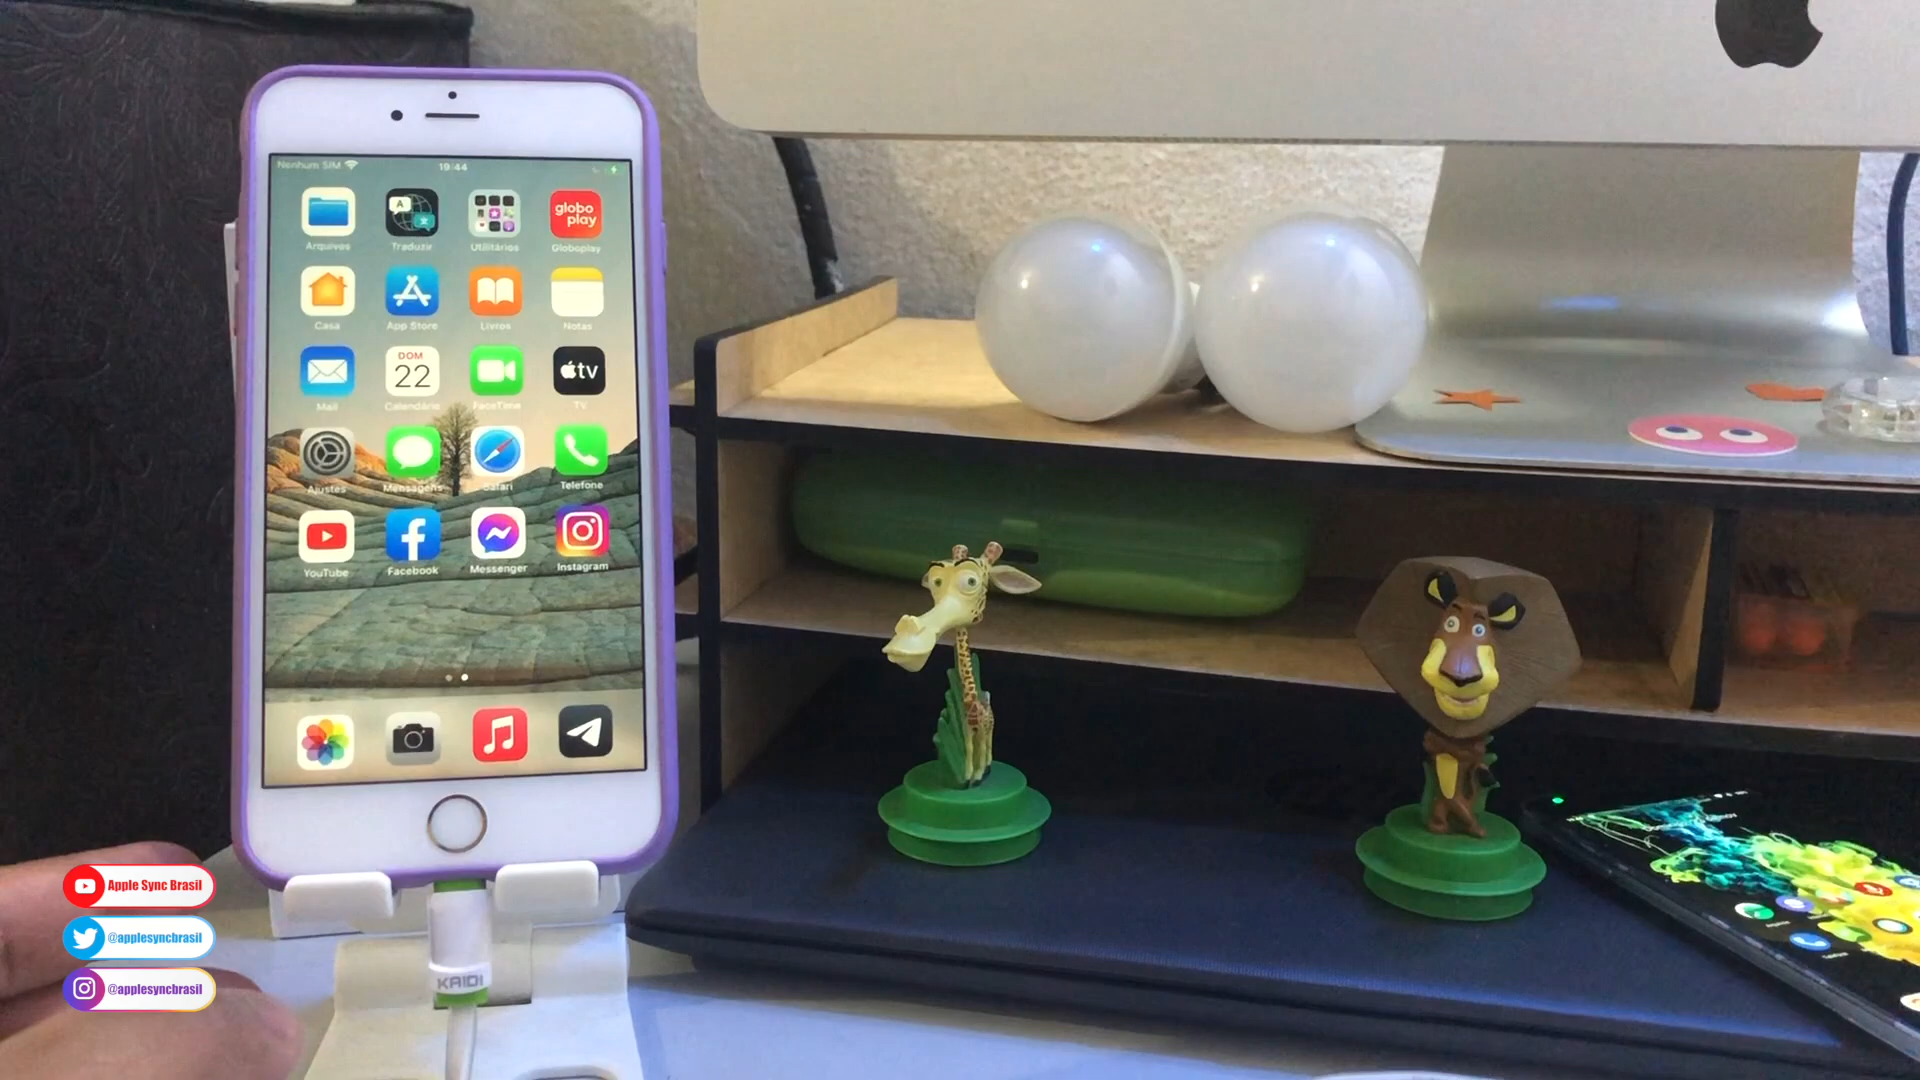 Nenhum SIM
19:44
globo
play
Arquivos
Traduzir
Utilitários
Globoplay
Casa
App Store
Livros
Notas
DOM
22
tv
Mail
Calendário
FaceTime
TV
Ajustes
Mensagens
Safari
Telefone
YouTube
Facebook
Messenger
Instagram
KAIDI
Apple Sync Brasil
@applesyncbrasil
@applesyncbrasil